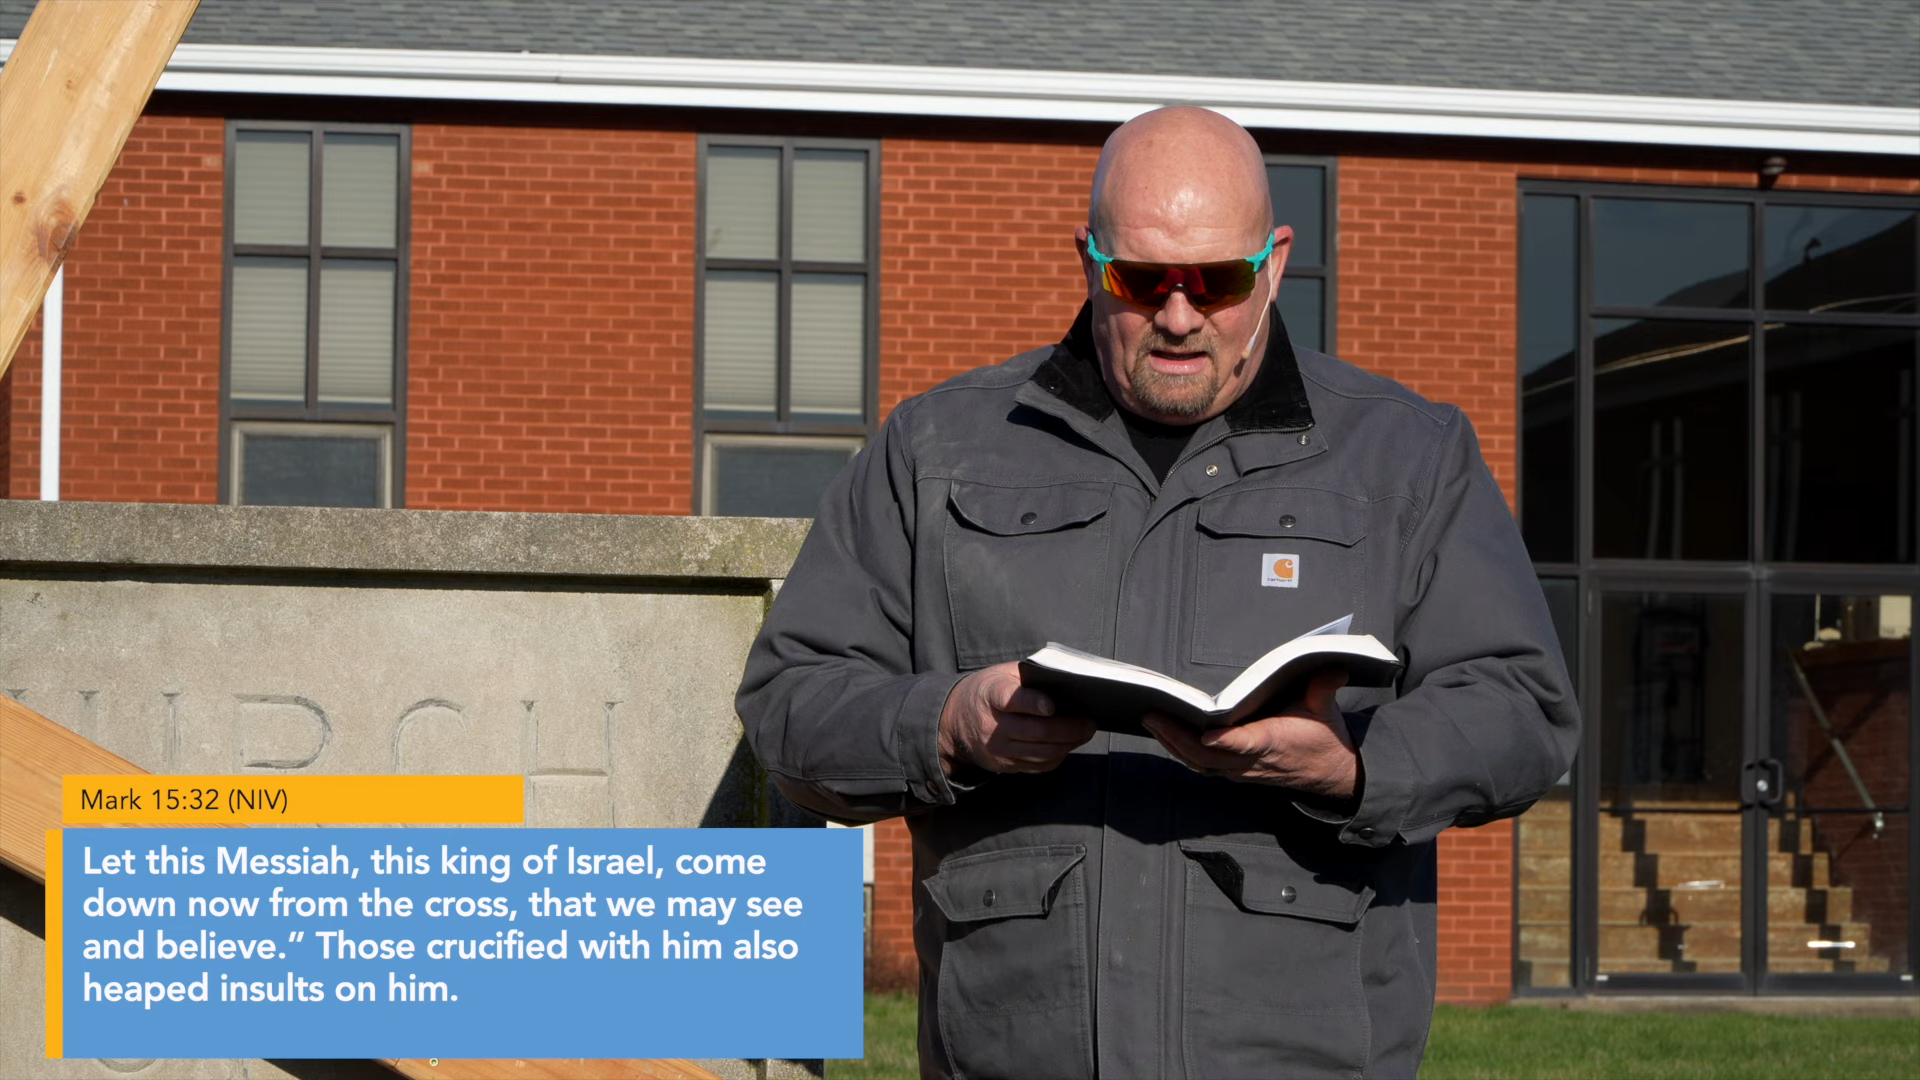 CHURCH
Mark 15:32 (NIV)
Let this Messiah, this king of Israel, come
down now from the cross, that we may see
and believe.” Those crucified with him also
heaped insults on him.